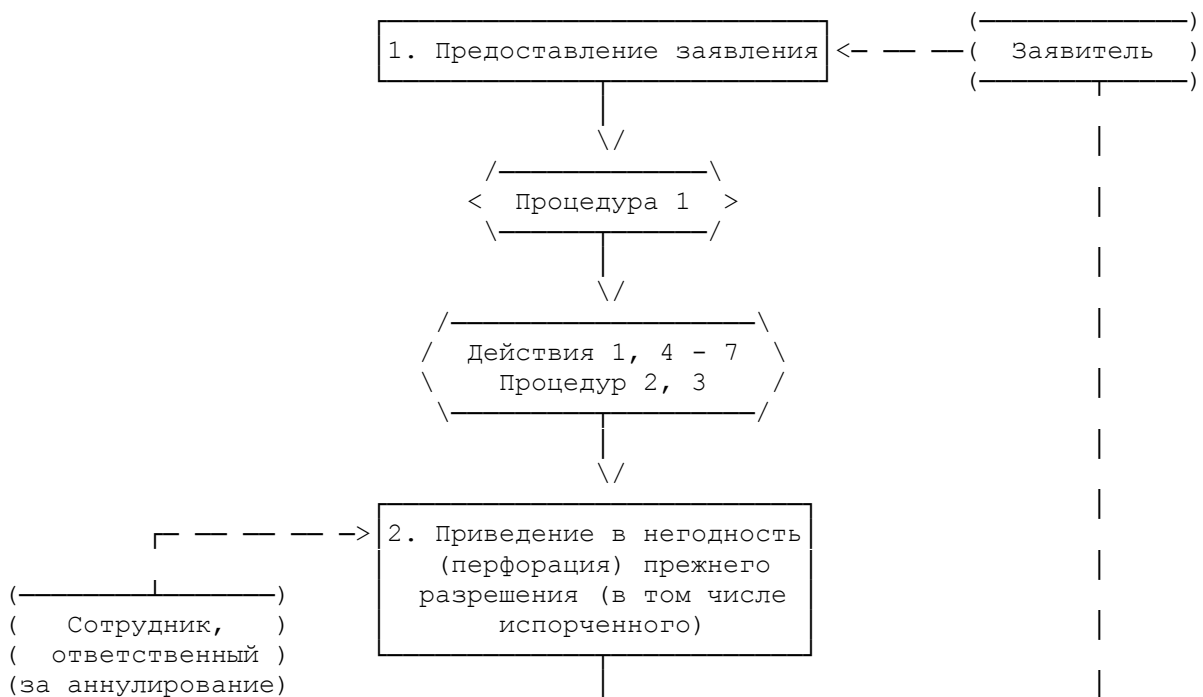 1. Предоставление заявления
Заявитель
Процедура 1
Действия 1, 4 - 7
Процедур 2, 3
2. Приведение в негодность
(перфорация) прежнего
разрешения (в том числе
испорченного)
Сотрудник,
ответственный
за аннулирование